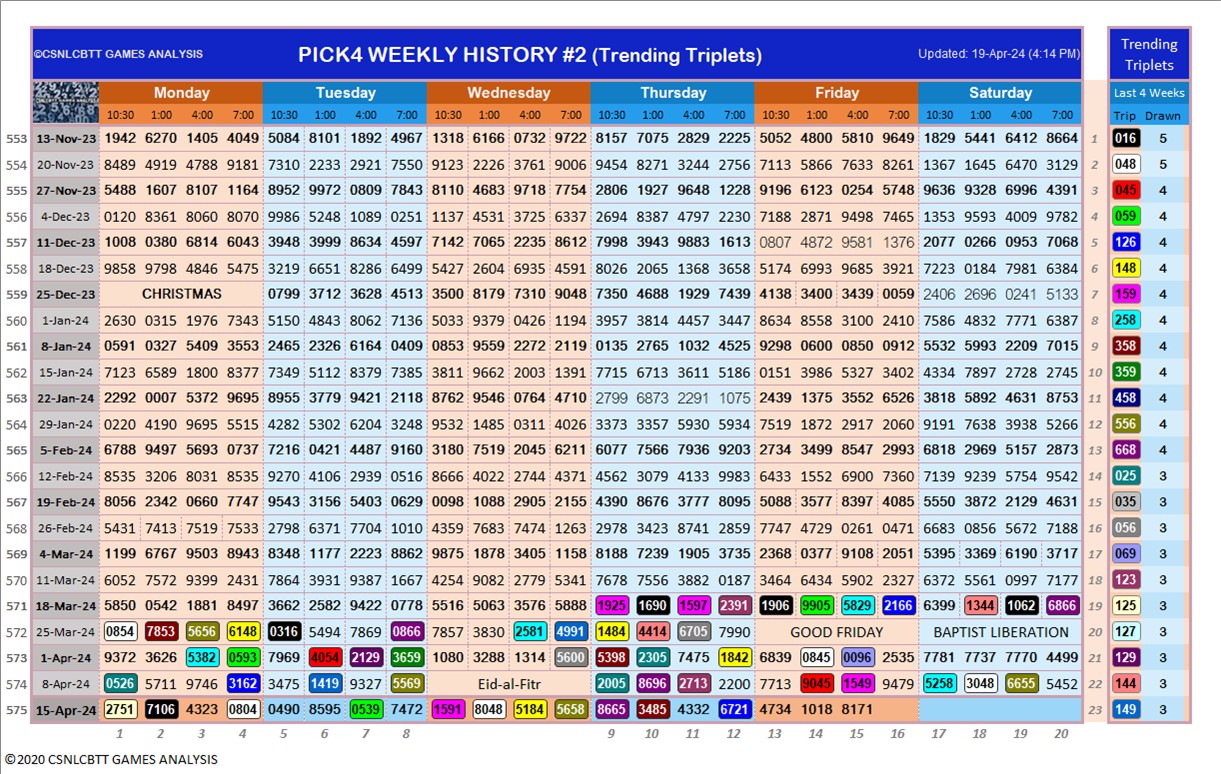 ©CSNLCBTT GAMES ANALYSIS PICK4 WEEKLY HISTORY #2 (Trending Triplets) Updated: 19-Apr-24 (4:14 PM) Trending Triplets
Monday Tuesday Wednesday Thursday Friday Saturday Last 4 Weeks
10:30 1:00 4:00 7:00 10:30 1:00 4:00 7:00 10:30 1:00 4:00 7:00 10:30 1:00 4:00 7:00 10:30 1:00 4:00 7:00 10:30 1:00 4:00 7:00 Trip Drawn
553 13-Nov-23 1942 6270 1405 4049 5084 8101 1892 4967 1318 6166 0732 9722 8157 7075 2829 2225 5052 4800 5810 9649 1829 5441 6412 8664 1 016 5
554 20-Nov-23 8489 4919 4788 9181 7310 2233 2921 7550 9123 2226 3761 9006 9454 8271 3244 2756 7113 5866 7633 8261 1367 1645 6470 3129 2 048 5
555 27-Nov-23 5488 1607 8107 1164 8952 9972 0809 7843 8110 4683 9718 7754 2806 1927 9648 1228 9196 6123 0254 5748 9636 9328 6996 4391 3 045 4
556 4-Dec-23 0120 8361 8060 8070 9986 5248 1089 0251 1137 4531 3725 6337 2694 8387 4797 2230 7188 2871 9498 7465 1353 9593 4009 9782 4 059 4
557 11-Dec-23 1008 0380 6814 6043 3948 3999 8634 4597 7142 7065 2235 8612 7998 3943 9883 1613 0807 4872 9581 1376 2077 0266 0953 7068 5 126 4
558 18-Dec-23 9858 9798 4846 5475 3219 6651 8286 6499 5427 2604 6935 4591 8026 2065 1368 3658 5174 6993 9685 3921 7223 0184 7981 6384 6 148 4
559 25-Dec-23 CHRISTMAS 0799 3712 3628 4513 3500 8179 7310 9048 7350 4688 1929 7439 4138 3400 3439 0059 2406 2696 0241 5133 7 159 4
560 1-Jan-24 2630 0315 1976 7343 5150 4843 8062 7136 5033 9379 0426 1194 3957 3814 4457 3447 8634 8558 3100 2410 7586 4832 7771 6387 8 258 4
561 8-Jan-24 0591 0327 5409 3553 2465 2326 6164 0409 0853 9559 2272 2119 0135 2765 1032 4525 9298 0600 0850 0912 5532 5993 2209 7015 9 358 4
562 15-Jan-24 7123 6589 1800 8377 7349 5112 8379 7385 3811 9662 2003 1391 7715 6713 3611 5186 0151 3986 5327 3402 4334 7897 2728 2745 10 359 4
563 22-Jan-24 2292 0007 5372 9695 8955 3779 9421 2118 8762 9546 0764 4710 2799 6873 2291 1075 2439 1375 3552 6526 3818 5892 4631 8753 11 458 4
564 29-Jan-24 0220 4190 9695 5515 4282 5302 6204 3248 9532 1485 0311 4026 3373 3357 5930 5934 7519 1872 2917 2060 9191 7638 3938 5266 12 556 4
565 5-Feb-24 6788 9497 5693 0737 7216 0421 4487 9160 3180 7519 2045 6211 6077 7566 7936 9203 2734 3499 8547 2993 6818 2969 5157 2873 13 668 4
566 12-Feb-24 8535 3206 8031 8535 9270 4106 2939 0516 8666 4022 2744 4371 4562 3079 4139 9983 6433 1552 6900 7360 7139 9239 5754 9542 14 025 3
567 19-Feb-24 8056 2342 0660 7747 9543 3156 5403 0629 0098 1088 2905 2155 4390 8676 3777 8095 5088 3577 8397 4085 5550 3872 2129 4631 15 035 3
568 26-Feb-24 5431 7413 7519 7533 2798 6371 7704 1010 4359 7683 7474 1263 2978 3423 8741 2859 7747 4729 0261 0471 6683 0856 5672 7188 16 056 3
569 4-Mar-24 1199 6767 9503 8943 8348 1177 2223 8862 9875 1878 3405 1158 8188 7239 1905 3735 2368 0377 9108 2051 5395 3369 6190 3717 17 069 3
570 11-Mar-24 6052 7572 9399 2431 7864 3931 9387 1667 4254 9082 2779 5341 7678 7556 3882 0187 3464 6434 5902 2327 6372 5561 0997 7177 18 123 3
571 18-Mar-24 5850 0542 1881 8497 3662 2582 9422 0778 5516 5063 3576 5888 1925 1690 1597 2391 1906 9905 5829 2166 6399 1344 1062 6866 19 125 3
572 25-Mar-24 0854 7853 5656 6148 0316 5494 7869 0866 7857 3830 2581 4991 1484 4414 6705 7990 GOOD FRIDAY BAPTIST LIBERATION 20 127 3
573 1-Apr-24 9372 3626 5382 0593 7969 4054 2129 3659 1080 3288 1314 5600 5398 2305 7475 1842 6839 0845 0096 2535 7781 7737 7770 4499 21 129 3
574 8-Apr-24 0526 5711 9746 3162 3475 1419 9327 5569 Eid-al-Fitr 2005 8696 2713 2200 7713 9045 1549 9479 5258 3048 6655 5452 22 144 3
575 15-Apr-24 2751 7106 4323 0804 0490 8595 0539 7472 1591 8048 5184 5658 8665 3485 4332 6721 4734 1018 8171 23 149 3
1 2 3 4 5 6 7 8 9 10 11 12 13 14 15 16 17 18 19 20
©2020 CSNLCBTT GAMES ANALYSIS